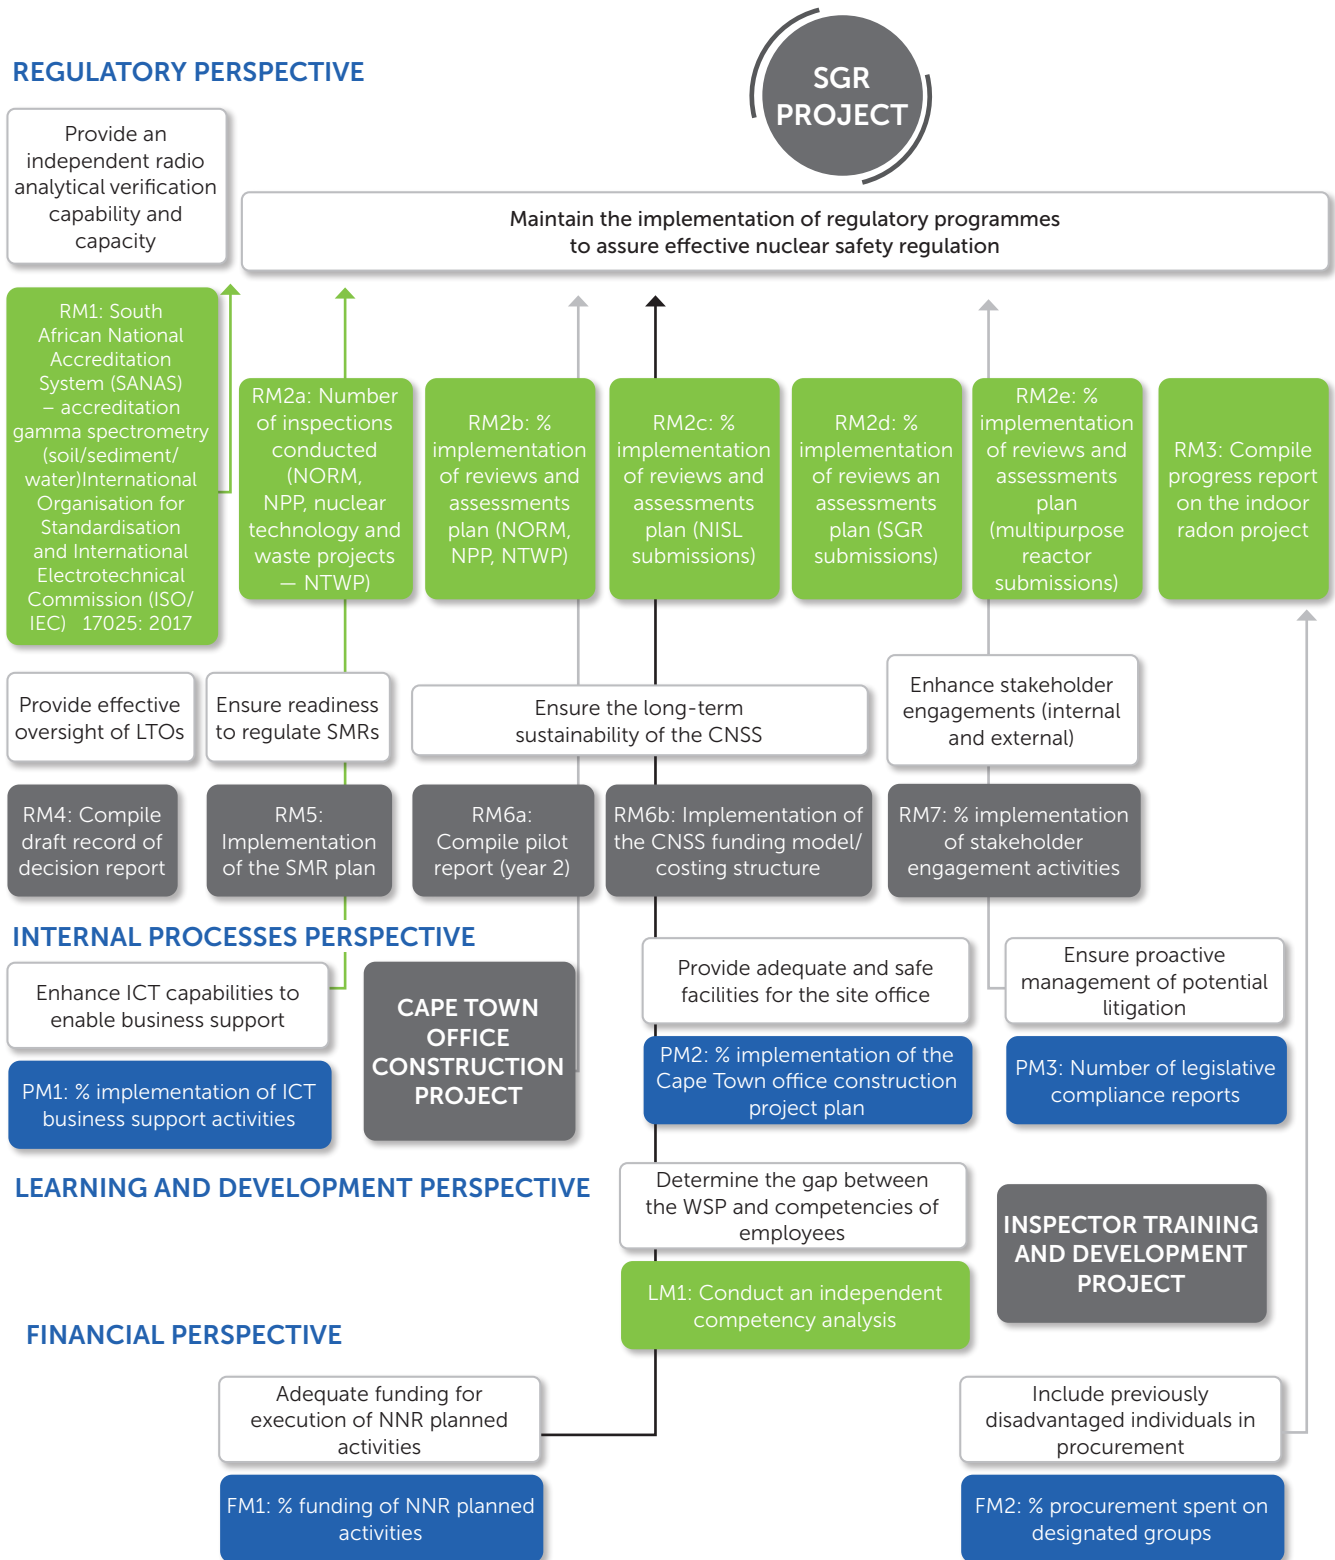 REGULATORY PERSPECTIVE
SGR
PROJECT
Provide an
independent radio
analytical verification
capability and
capacity
Maintain the implementation of regulatory programmes
to assure effective nuclear safety regulation
RM1: South
African National
Accreditation
System (SANAS)
– accreditation
gamma spectrometry
(soil/sediment/
water)International
Organisation for
Standardisation
and International
Electrotechnical
Commission (ISO/
IEC) 17025: 2017
RM2a: Number
of inspections
conducted
(NORM,
NPP, nuclear
technology and
waste projects
— NTWP)
RM2b: %
implementation
of reviews and
assessments
plan (NORM,
NPP, NTWP)
RM2c: %
implementation
of reviews and
assessments
plan (NISL
submissions)
RM2d: %
implementation
of reviews an
assessments
plan (SGR
submissions)
RM2e: %
implementation
of reviews and
assessments
plan
(multipurpose
reactor
submissions)
RM3: Compile
progress report
on the indoor
radon project
Provide effective
oversight of LTOs
Ensure readiness
to regulate SMRs
Ensure the long-term
sustainability of the CNSS
Enhance stakeholder
engagements (internal
and external)
RM4: Compile
draft record of
decision report
RM5:
Implementation
of the SMR plan
RM6a:
Compile pilot
report (year 2)
RM6b: Implementation of
the CNSS funding model/
costing structure
RM7: % implementation
of stakeholder
engagement activities
INTERNAL PROCESSES PERSPECTIVE
Enhance ICT capabilities to
enable business support
CAPE TOWN
OFFICE
CONSTRUCTION
PROJECT
Provide adequate and safe
facilities for the site office
Ensure proactive
management of potential
litigation
PM1: % implementation of ICT
business support activities
PM2: % implementation of the
Cape Town office construction
project plan
PM3: Number of legislative
compliance reports
LEARNING AND DEVELOPMENT PERSPECTIVE
Determine the gap between
the WSP and competencies of
employees
INSPECTOR TRAINING
AND DEVELOPMENT
PROJECT
LM1: Conduct an independent
competency analysis
FINANCIAL PERSPECTIVE
Adequate funding for
execution of NNR planned
activities
Include previously
disadvantaged individuals in
procurement
FM1: % funding of NNR planned
activities
FM2: % procurement spent on
designated groups